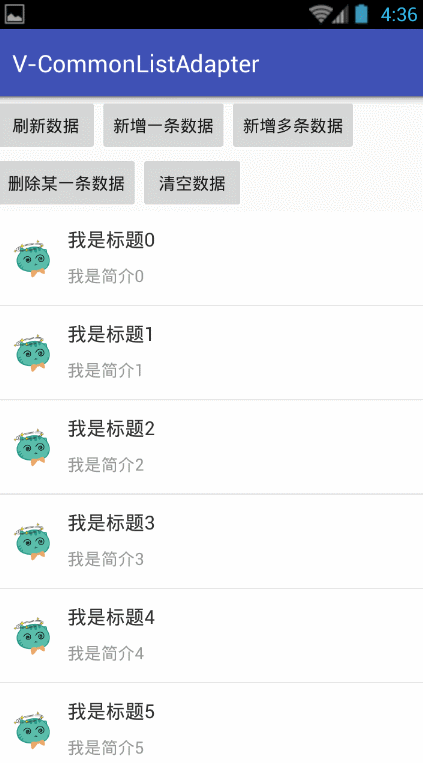 4:36
V-CommonListAdapter
刷新数据 新增一条数据 新增多条数据
删除某一条数据 清空数据
我是标题0
我是简介0
我是标题1
我是简介1
我是标题2
我是简介2
我是标题3
我是简介3
我是标题4
我是简介4
我是标题5
我是简介5